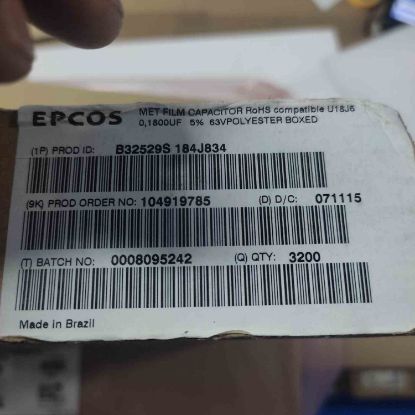 EPCOS MET FILM CAPACITOR RoHS compatible U18J6
0,1800UF 5% 63VPOLYESTER BOXED
(1P) PROD ID: B32529S 184J834
(9K) PROD ORDER NO: 104919785 (D) D/C: 071115
(T) BATCH NO: 0008095242 (Q) QTY: 3200
Made in Brazil